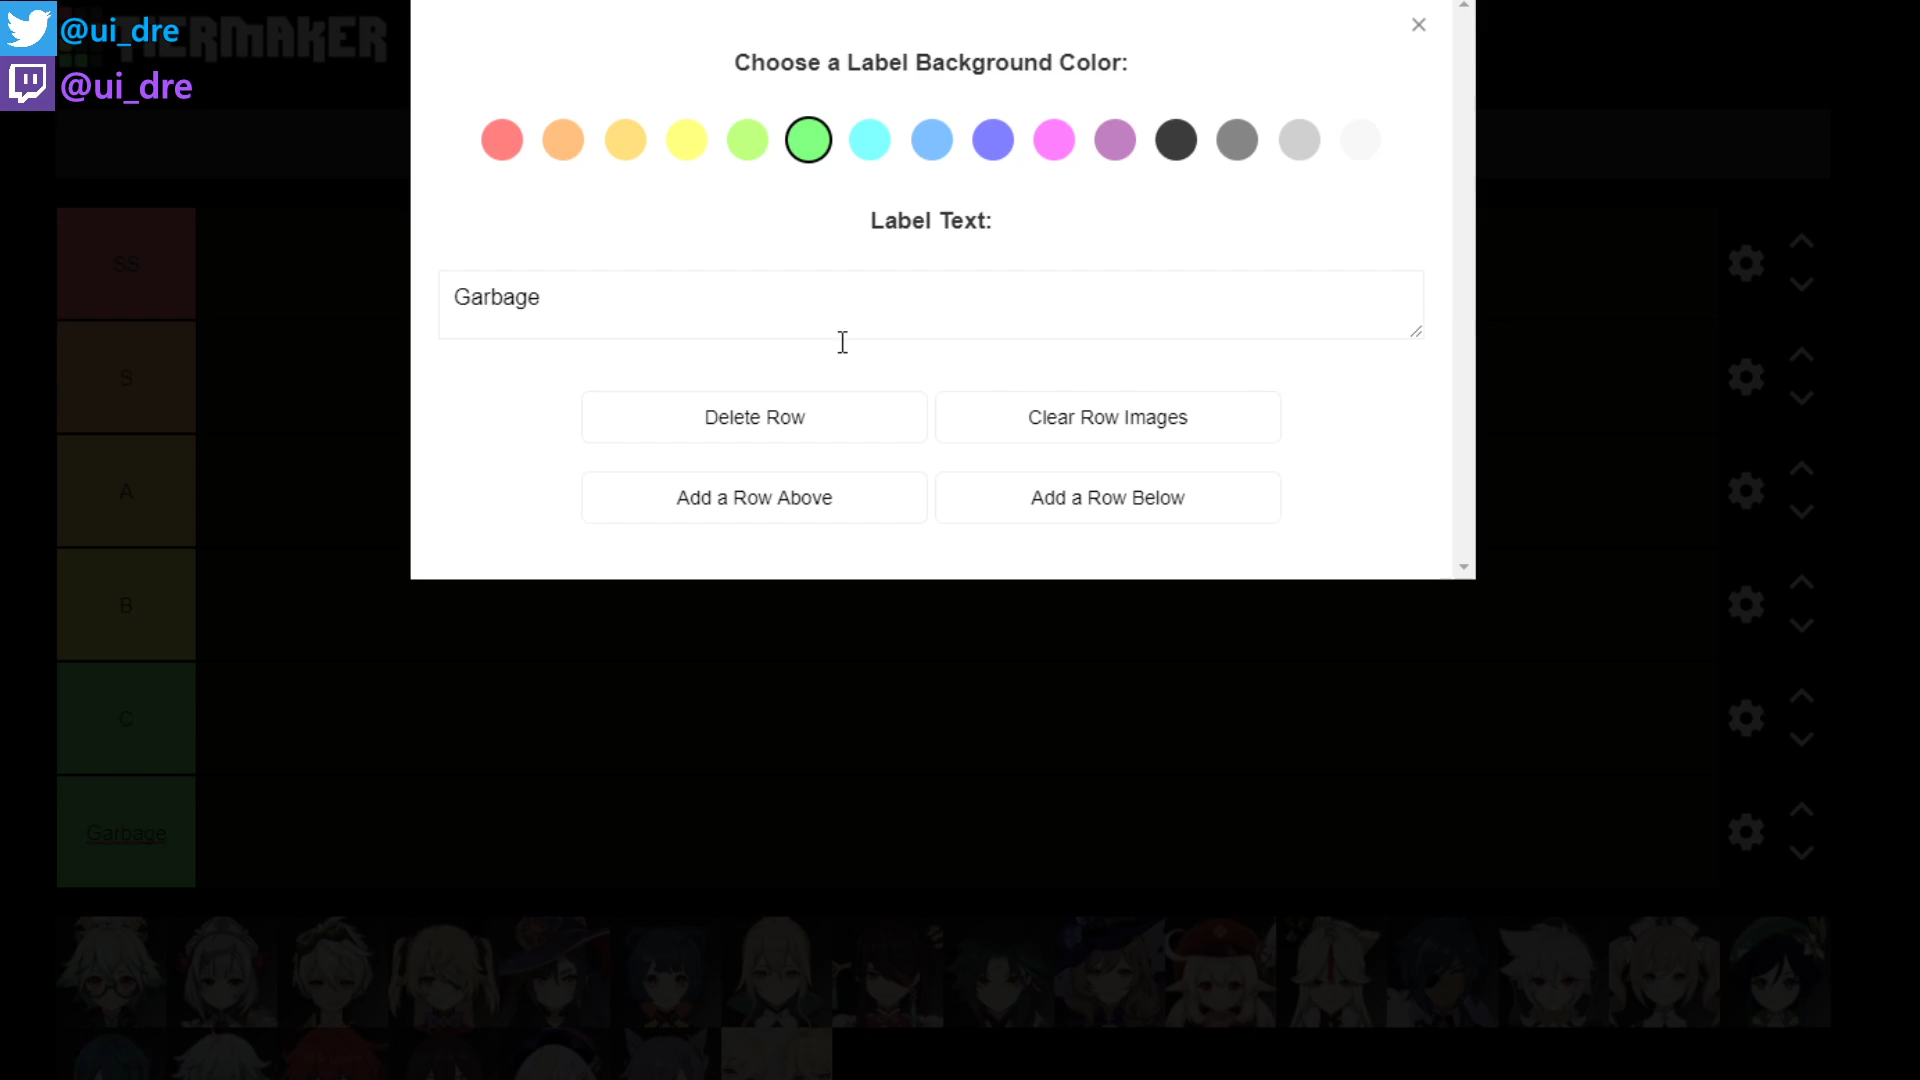 @ui_dre
TIERMAKER
@ui_dre
Choose a Label Background Color:
Label Text:
Garbage
Delete Row
Clear Row Images
Add a Row Above
Add a Row Below
SS
S
A
B
C
Garbage